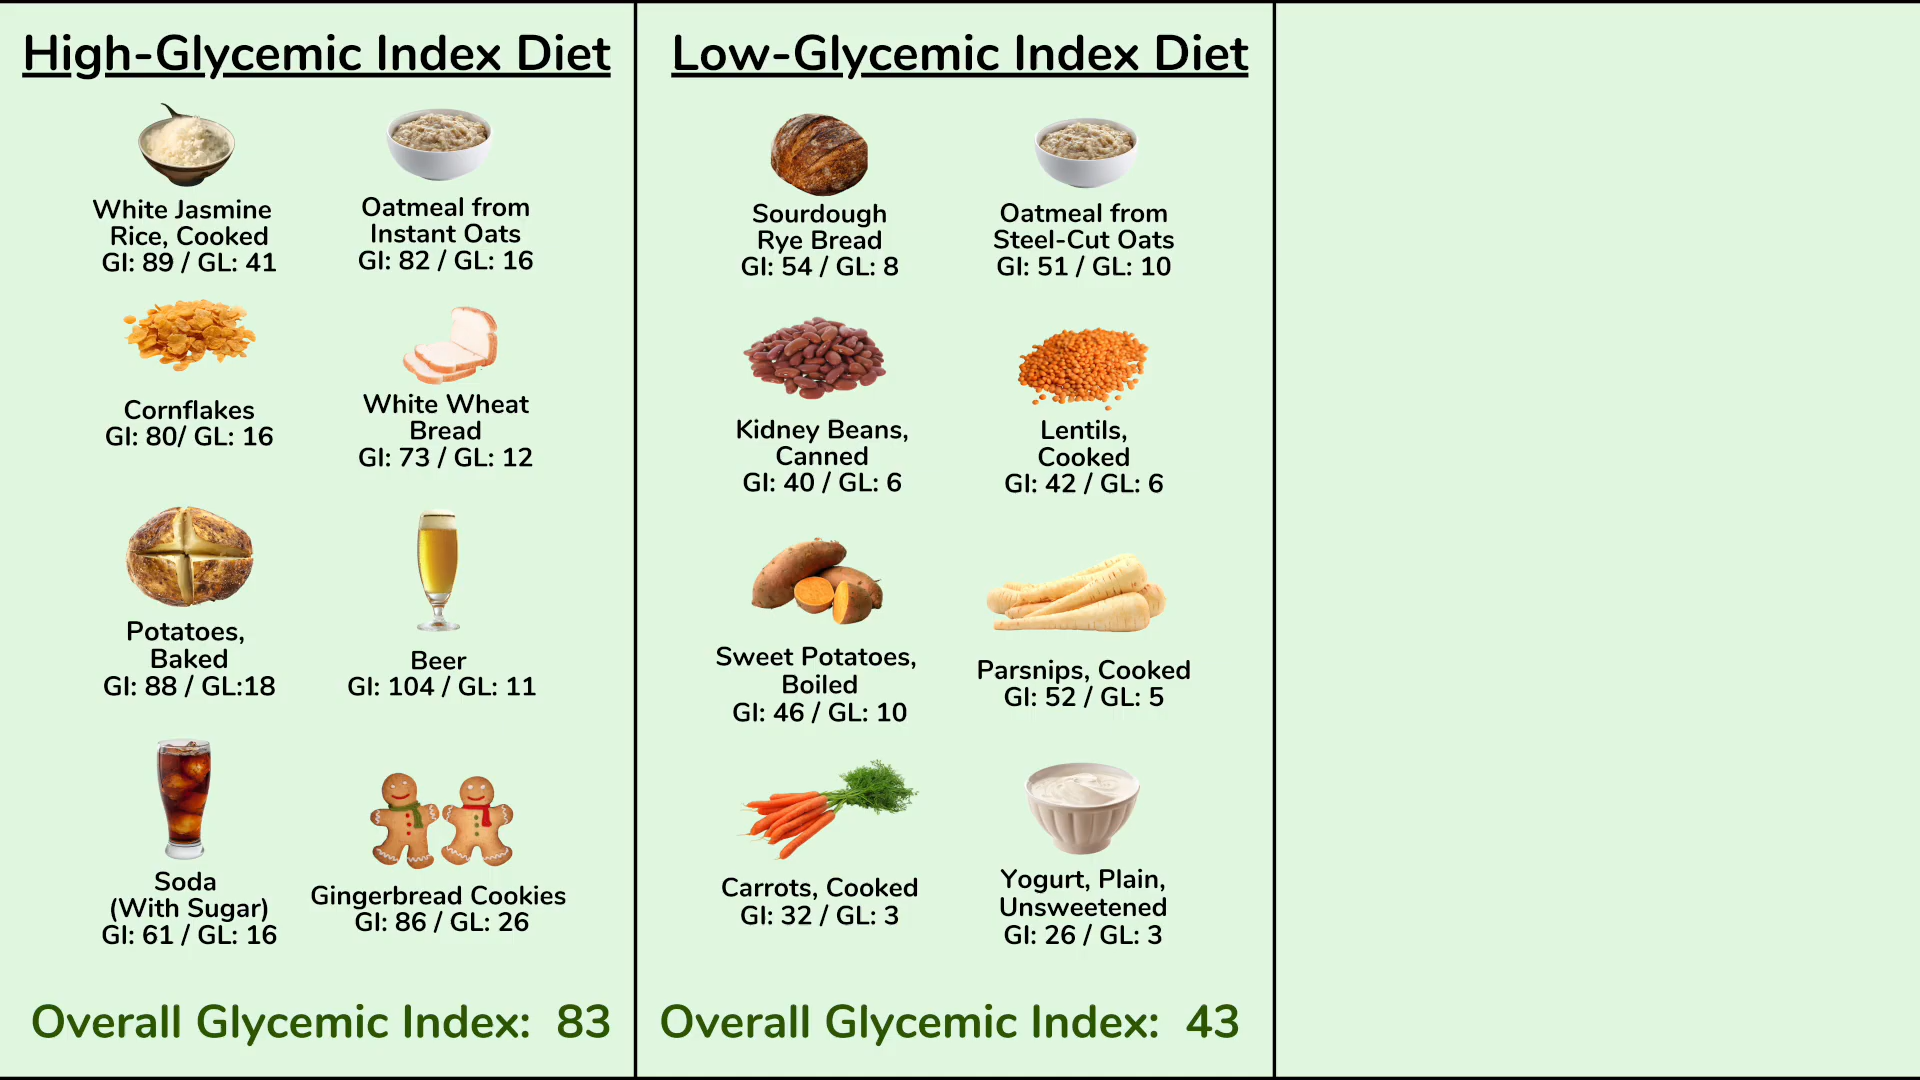 High-Glycemic Index Diet
White Jasmine
Rice, Cooked
GI: 89 / GL: 41
Oatmeal from
Instant Oats
GI: 82 / GL: 16
Cornflakes
GI: 80/ GL: 16
White Wheat
Bread
GI: 73 / GL: 12
Potatoes,
Baked
GI: 88 / GL:18
Beer
GI: 104 / GL: 11
Soda
(With Sugar)
GI: 61 / GL: 16
Gingerbread Cookies
GI: 86 / GL: 26
Overall Glycemic Index: 83
Low-Glycemic Index Diet
Sourdough
Rye Bread
GI: 54 / GL: 8
Oatmeal from
Steel-Cut Oats
GI: 51 / GL: 10
Kidney Beans,
Canned
GI: 40 / GL: 6
Lentils,
Cooked
GI: 42 / GL: 6
Sweet Potatoes,
Boiled
GI: 46 / GL: 10
Parsnips, Cooked
GI: 52 / GL: 5
Carrots, Cooked
GI: 32 / GL: 3
Yogurt, Plain,
Unsweetened
GI: 26 / GL: 3
Overall Glycemic Index: 43